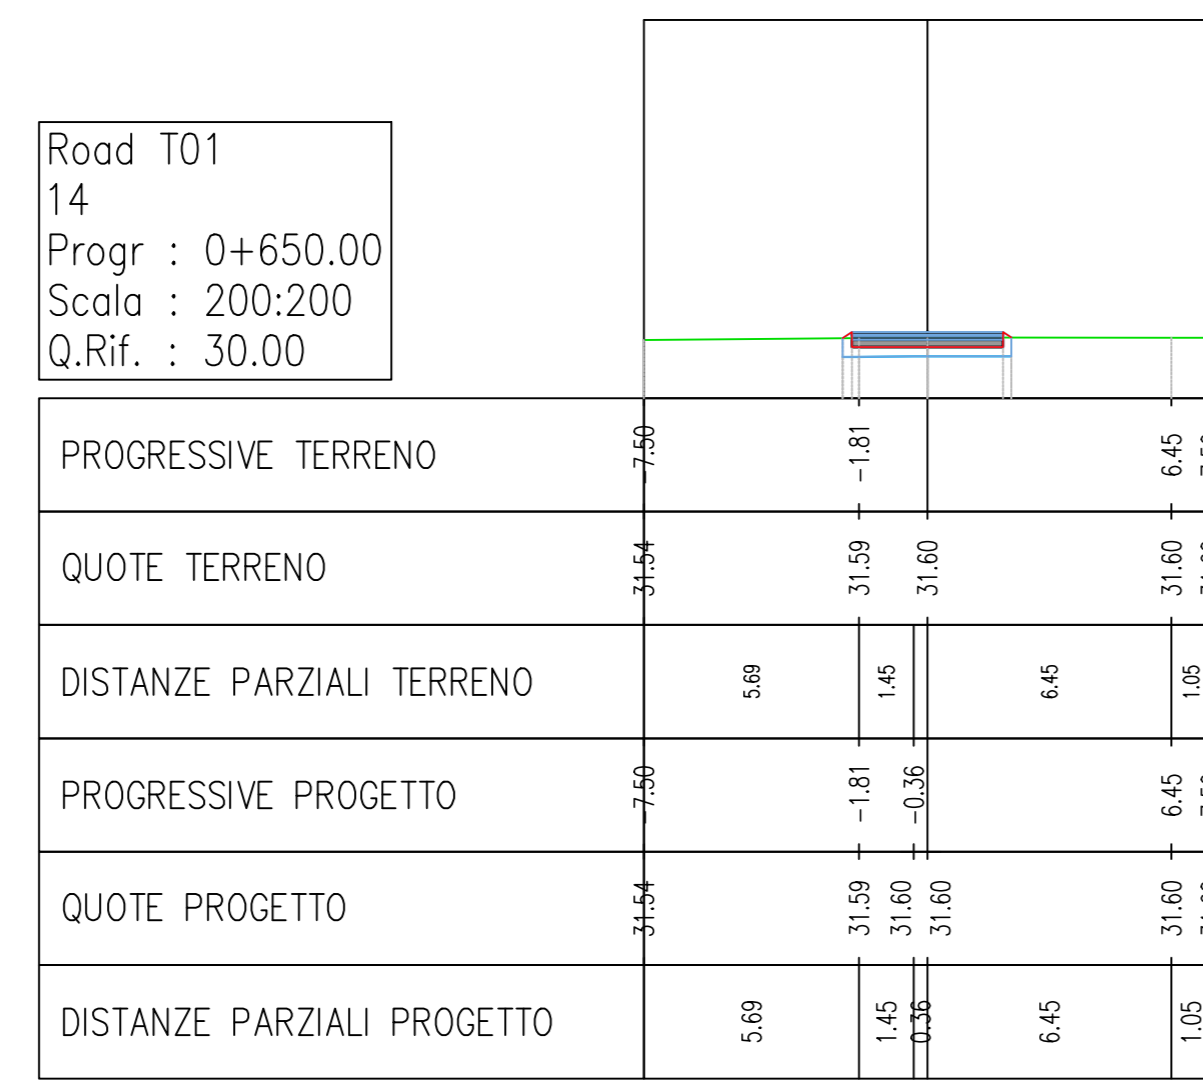 Road T01
14
Progr : 0+650.00
Scala : 200:200
Q.Rif. : 30.00
PROGRESSIVE TERRENO -7.50 -1.81 6.45
QUOTE TERRENO 31.54 31.59 31.60 31.60
DISTANZE PARZIALI TERRENO 5.69 1.45 6.45 1.05
PROGRESSIVE PROGETTO -7.50 -1.81 -0.36 6.45
QUOTE PROGETTO 31.54 31.59 31.60 31.60 31.60
DISTANZE PARZIALI PROGETTO 5.69 1.45 0.36 6.45 1.05